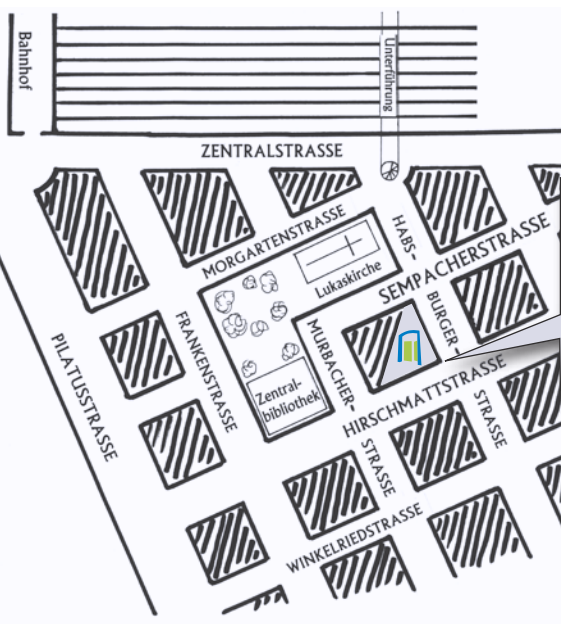 Bahnhof
Unterführung
ZENTRALSTRASSE
MORGARTENSTRASSE
HABS-
BURGER-
STRASSE
SEMPACHERSTRASSE
Lukaskirche
FRANKENSTRASSE
MURBACHER-
STRASSE
PILATUSSTRASSE
Zentral-
bibliothek
HIRSCHMATTSTRASSE
WINKELRIEDSTRASSE